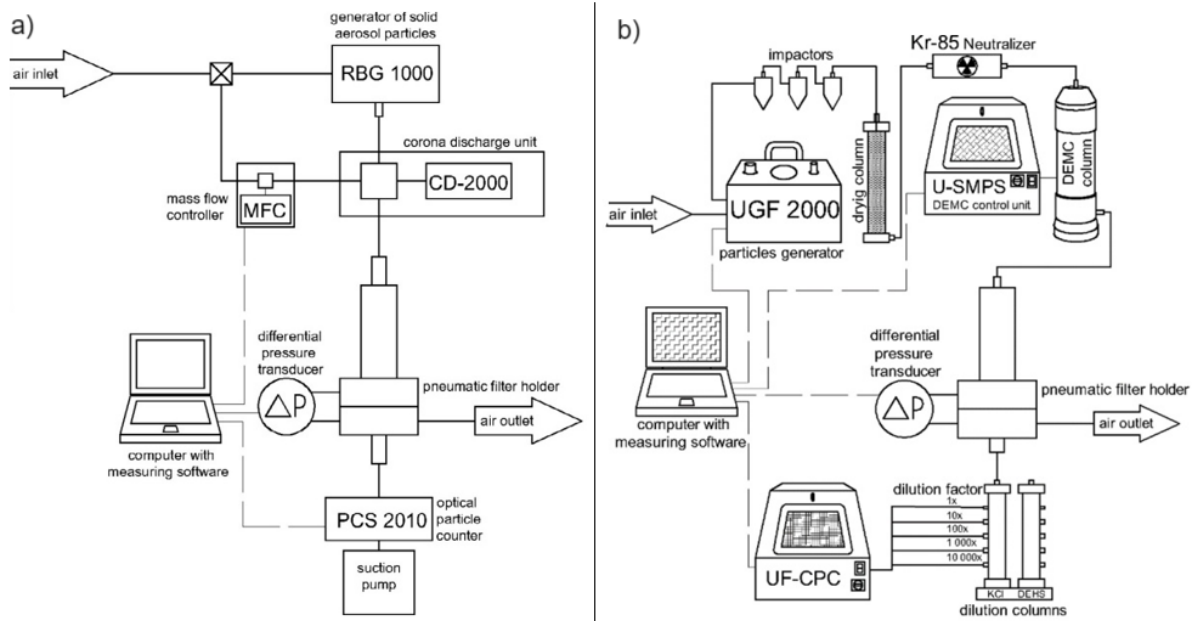 a)
generator of solid
aerosol particles
RBG 1000
air inlet
corona discharge unit
CD-2000
mass flow
controller
MFC
differential
pressure
transducer
ΔP
pneumatic filter holder
air outlet
computer with
measuring software
PCS 2010
optical
particle
counter
suction
pump
b)
Kr-85 Neutralizer
impactors
dryig column
DEMC
column
U-SMPS
DEMC control unit
UGF 2000
air inlet
particles generator
differential
pressure
transducer
ΔP
pneumatic filter holder
air outlet
computer with
measuring software
dilution factor
1x
10x
100x
1 000x
10 000x
UF-CPC
KCl DEHS
dilution columns